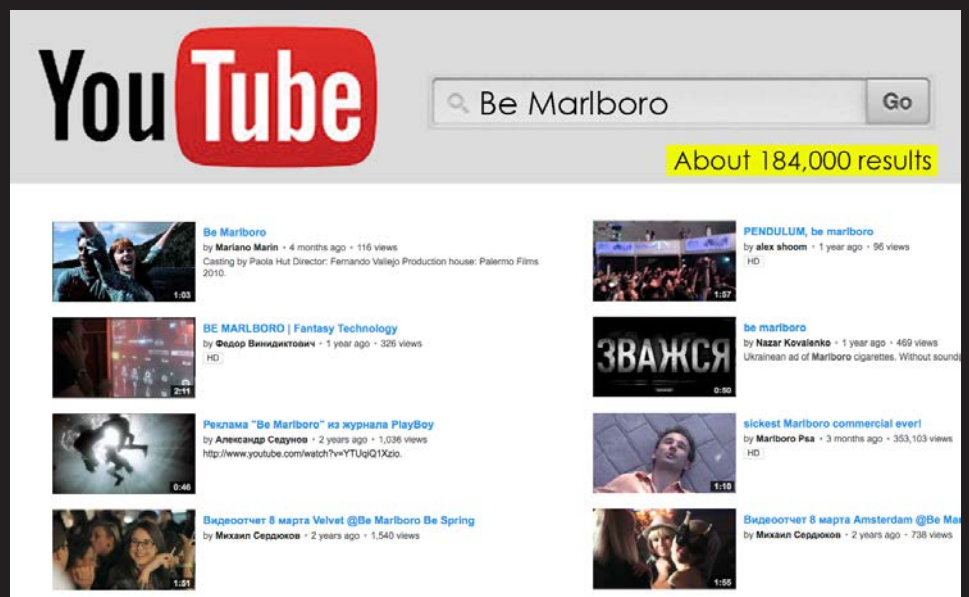 YouTube
Be Marlboro
Go
About 184,000 results
Be Marlboro
by Mariano Marin • 4 months ago • 116 views
Casting by Paola Hut Director: Fernando Vallejo Production house: Palermo Films
2010.
1:03
BE MARLBORO | Fantasy Technology
by Федор Винидиктович • 1 year ago • 326 views
HD
2:11
Реклама "Be Marlboro" из журнала PlayBoy
by Александр Седунов • 2 years ago • 1,036 views
http://www.youtube.com/watch?v=YTUqiQ1Xzio.
0:46
Видеоотчет 8 марта Velvet @Be Marlboro Be Spring
by Михаил Сердюков • 2 years ago • 1,540 views
1:51
PENDULUM, be marlboro
by alex shoom • 1 year ago • 96 views
HD
1:57
be marlboro
by Nazar Kovalenko • 1 year ago • 469 views
Ukrainean ad of Marlboro cigarettes. Without sound(
ЗВАЖСЯ
0:50
sickest Marlboro commercial ever!
by Marlboro Psa • 3 months ago • 353,103 views
HD
1:10
Видеоотчет 8 марта Amsterdam @Be Mar
by Михаил Сердюков • 2 years ago • 738 views
1:55